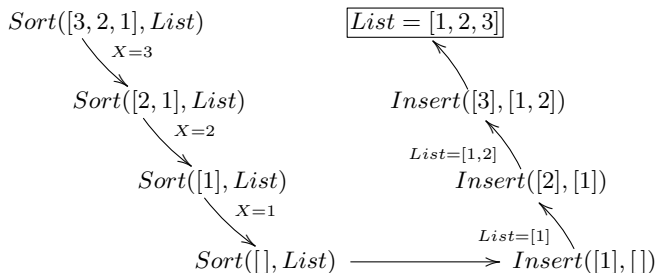 Sort([3, 2, 1], List)
List = [1, 2, 3]
X=3
Sort([2, 1], List)
Insert([3], [1, 2])
X=2
List=[1,2]
Sort([1], List)
Insert([2], [1])
X=1
List=[1]
Sort([ ], List)
Insert([1], [ ])